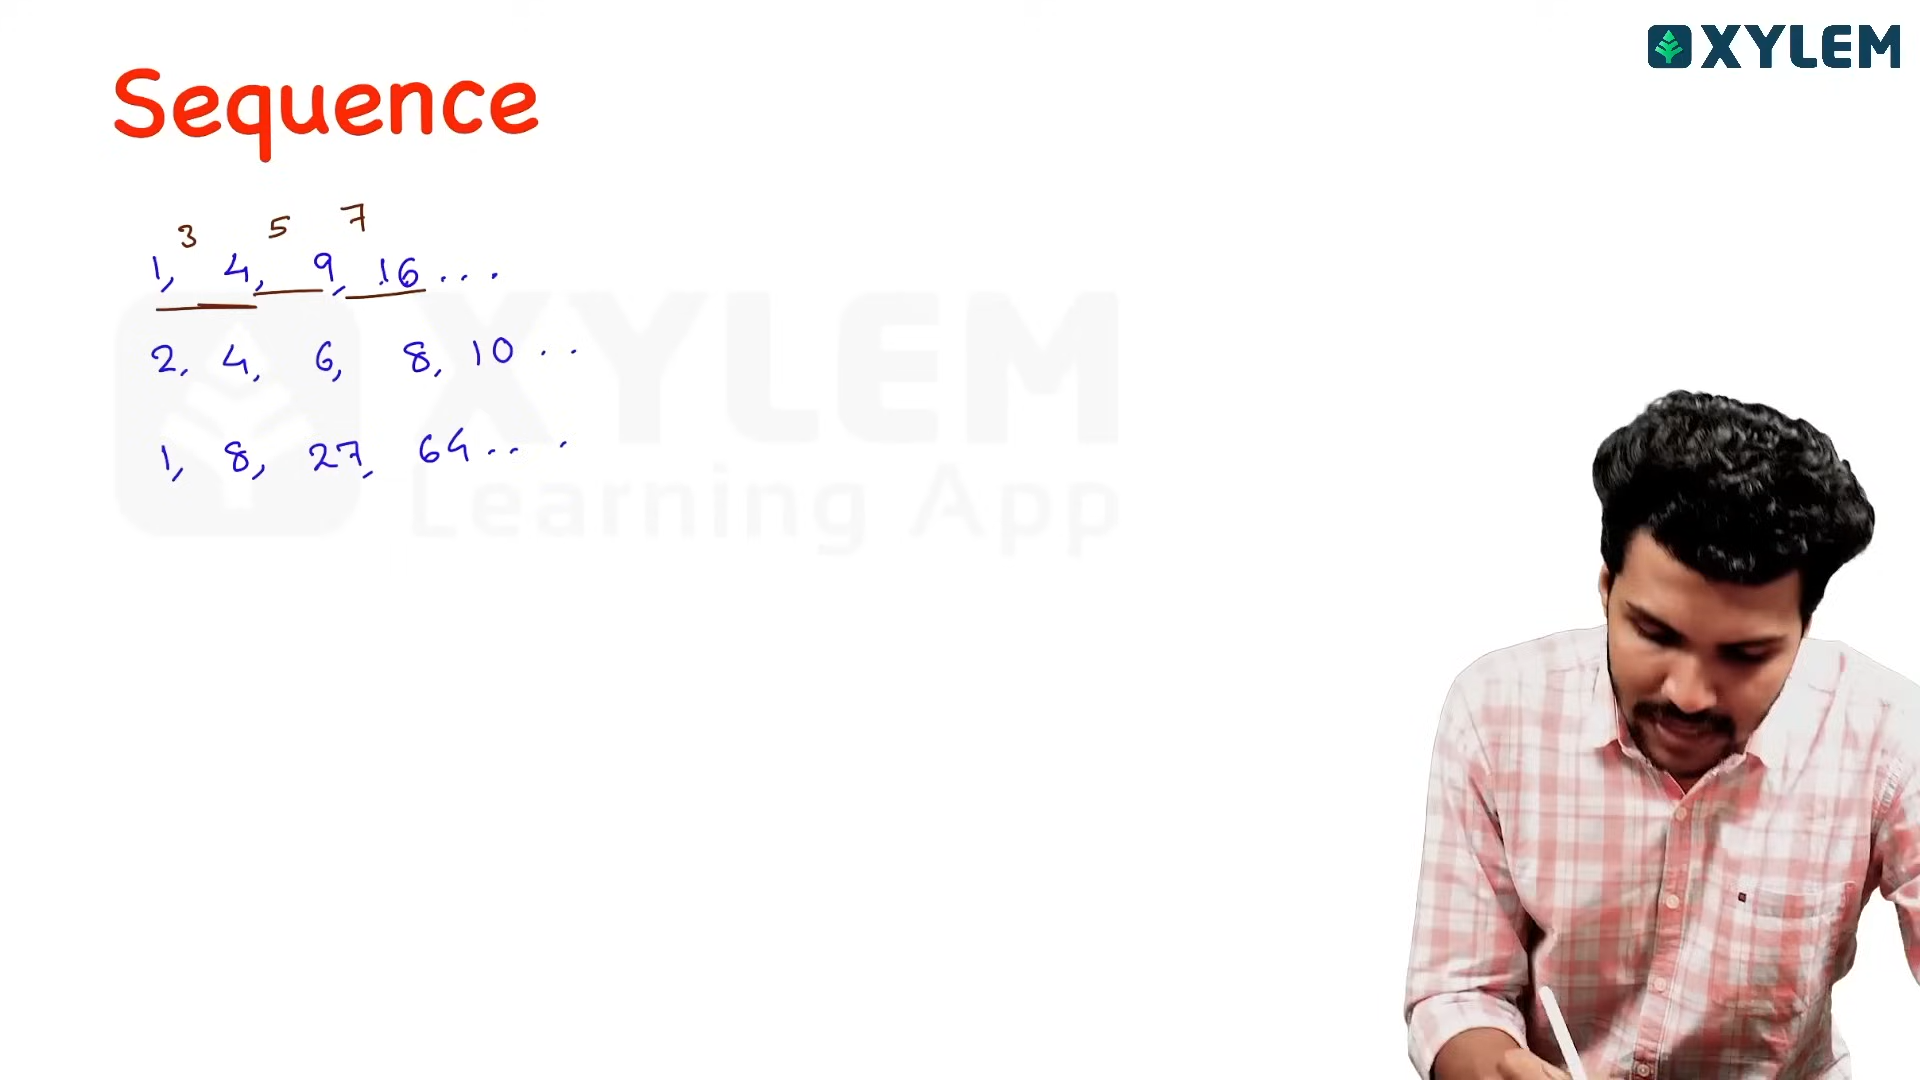 XYLEM
Sequence
3 5 7
1, 4, 9, 16...
2, 4, 6, 8, 10 ..
1, 8, 27, 64...
XYLEM
Learning App